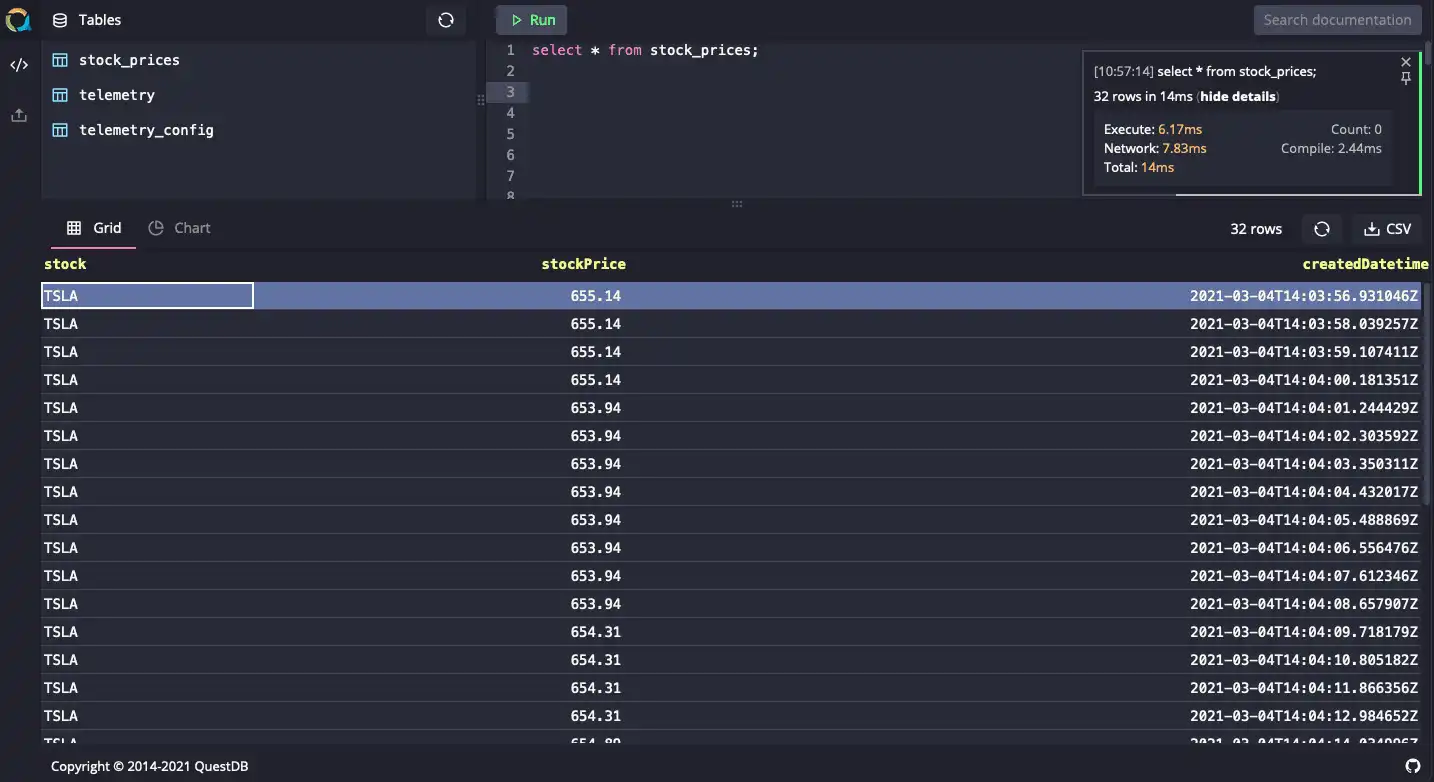 Tables
Run
Search documentation
stock_prices
telemetry
telemetry_config
1 select * from stock_prices;
2
3
4
5
6
7
8
[10:57:14] select * from stock_prices;
32 rows in 14ms (hide details)
Execute: 6.17ms Count: 0
Network: 7.83ms Compile: 2.44ms
Total: 14ms
Grid Chart 32 rows CSV
stock stockPrice createdDatetime
TSLA 655.14 2021-03-04T14:03:56.931046Z
TSLA 655.14 2021-03-04T14:03:58.039257Z
TSLA 655.14 2021-03-04T14:03:59.107411Z
TSLA 655.14 2021-03-04T14:04:00.181351Z
TSLA 653.94 2021-03-04T14:04:01.244429Z
TSLA 653.94 2021-03-04T14:04:02.303592Z
TSLA 653.94 2021-03-04T14:04:03.350311Z
TSLA 653.94 2021-03-04T14:04:04.432017Z
TSLA 653.94 2021-03-04T14:04:05.488869Z
TSLA 653.94 2021-03-04T14:04:06.556476Z
TSLA 653.94 2021-03-04T14:04:07.612346Z
TSLA 653.94 2021-03-04T14:04:08.657907Z
TSLA 654.31 2021-03-04T14:04:09.718179Z
TSLA 654.31 2021-03-04T14:04:10.805182Z
TSLA 654.31 2021-03-04T14:04:11.866356Z
TSLA 654.31 2021-03-04T14:04:12.984652Z
TSLA
Copyright © 2014-2021 QuestDB